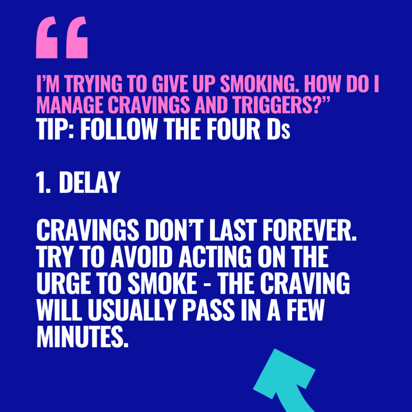 “
I’M TRYING TO GIVE UP SMOKING. HOW DO I
MANAGE CRAVINGS AND TRIGGERS?”
TIP: FOLLOW THE FOUR Ds
1. DELAY
CRAVINGS DON’T LAST FOREVER.
TRY TO AVOID ACTING ON THE
URGE TO SMOKE - THE CRAVING
WILL USUALLY PASS IN A FEW
MINUTES.